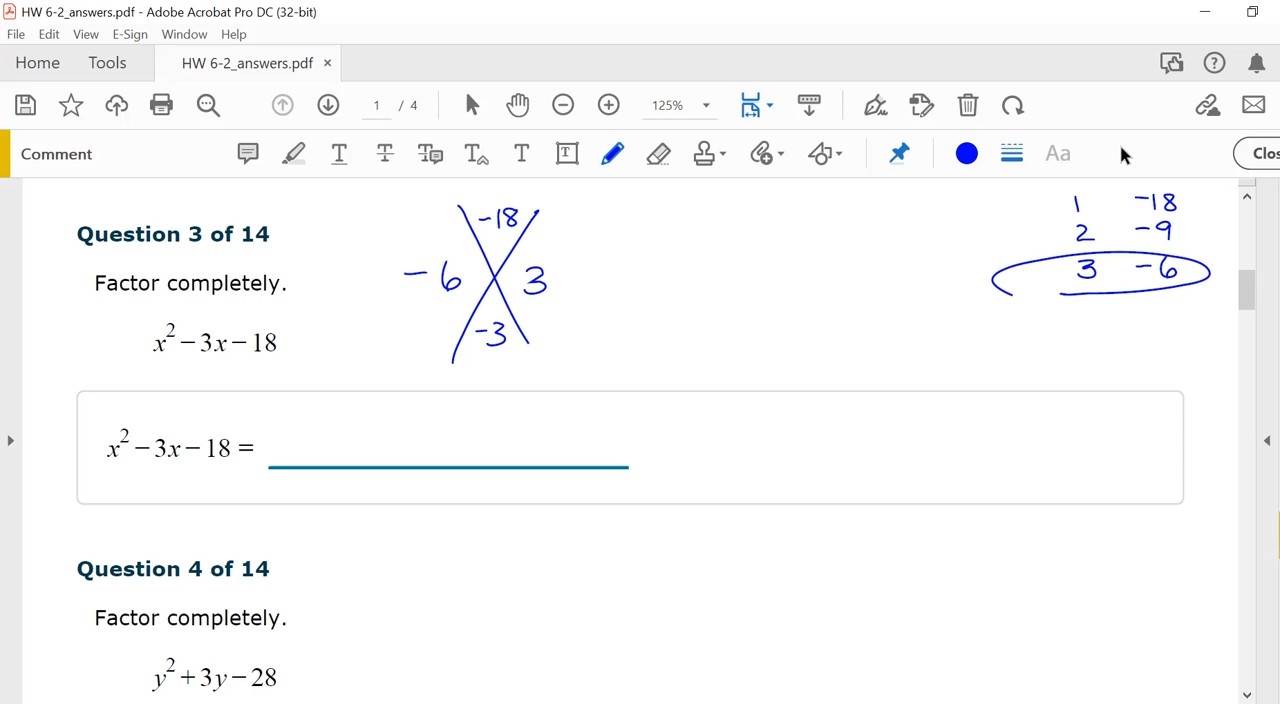 HW 6-2_answers.pdf - Adobe Acrobat Pro DC (32-bit)
File Edit View E-Sign Window Help
Home Tools HW 6-2_answers.pdf ×
1 / 4 125%
Comment T T T T T T Aa Clos
Question 3 of 14
Factor completely.
x² − 3x − 18
-18
-6 3
-3
1 -18
2 -9
3 -6
x² − 3x − 18 =
Question 4 of 14
Factor completely.
y² + 3y − 28